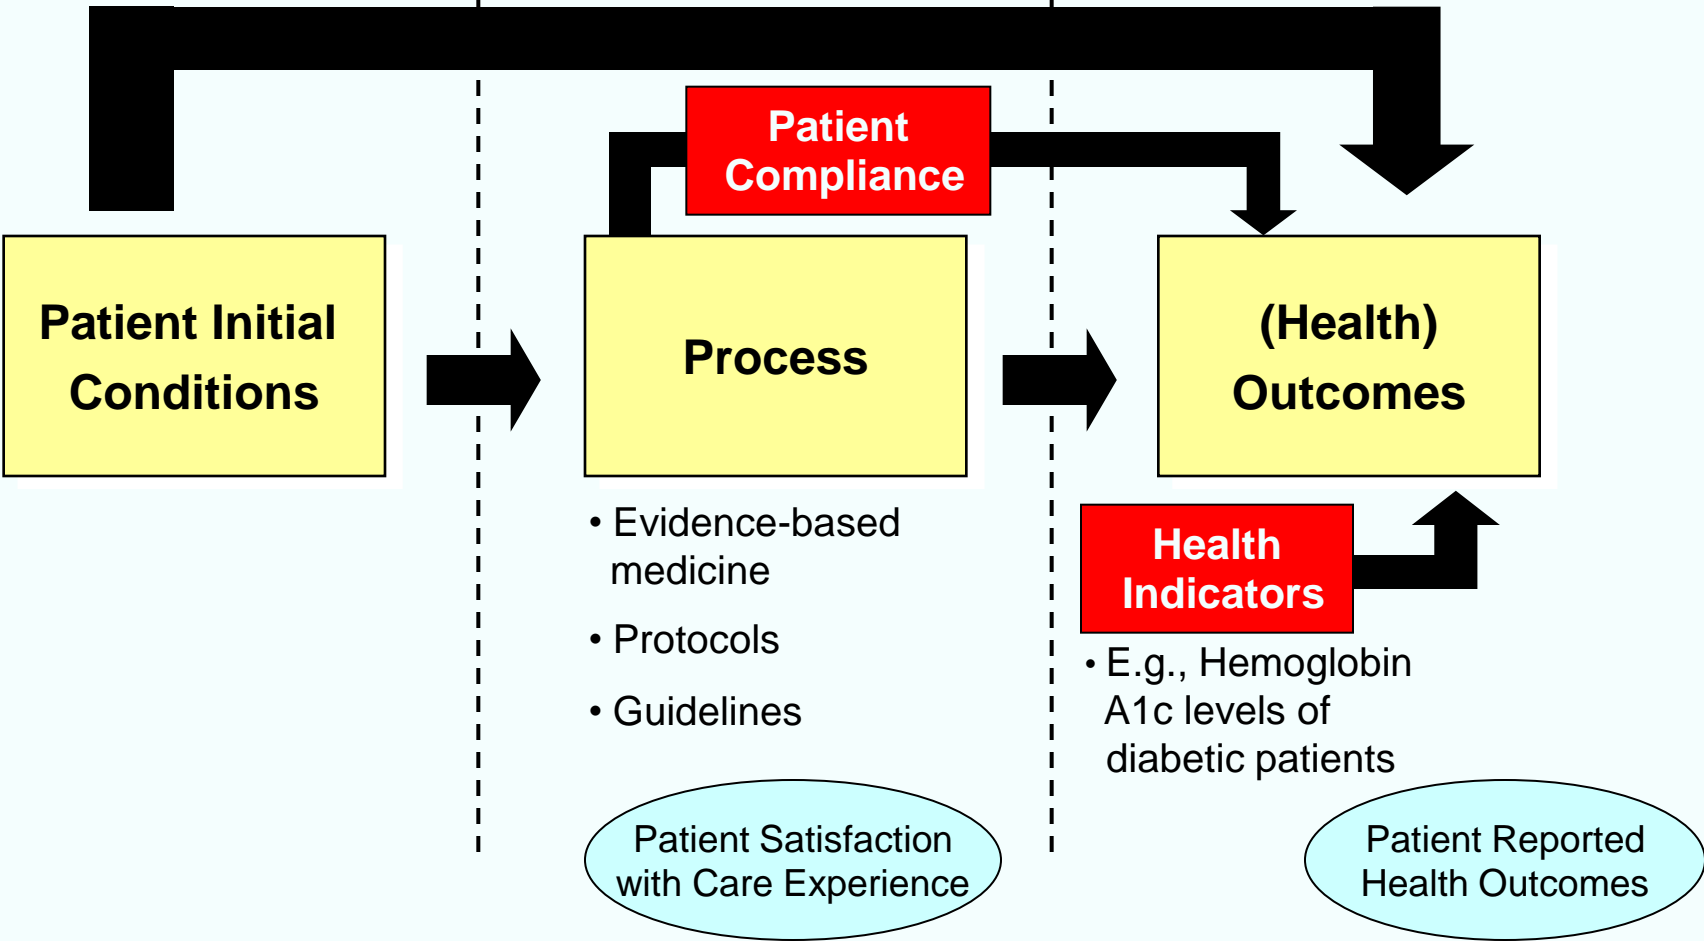 Patient
Compliance
Patient Initial
Conditions
Process
(Health)
Outcomes
• Evidence-based
medicine
• Protocols
• Guidelines
Health
Indicators
• E.g., Hemoglobin
A1c levels of
diabetic patients
Patient Satisfaction
with Care Experience
Patient Reported
Health Outcomes